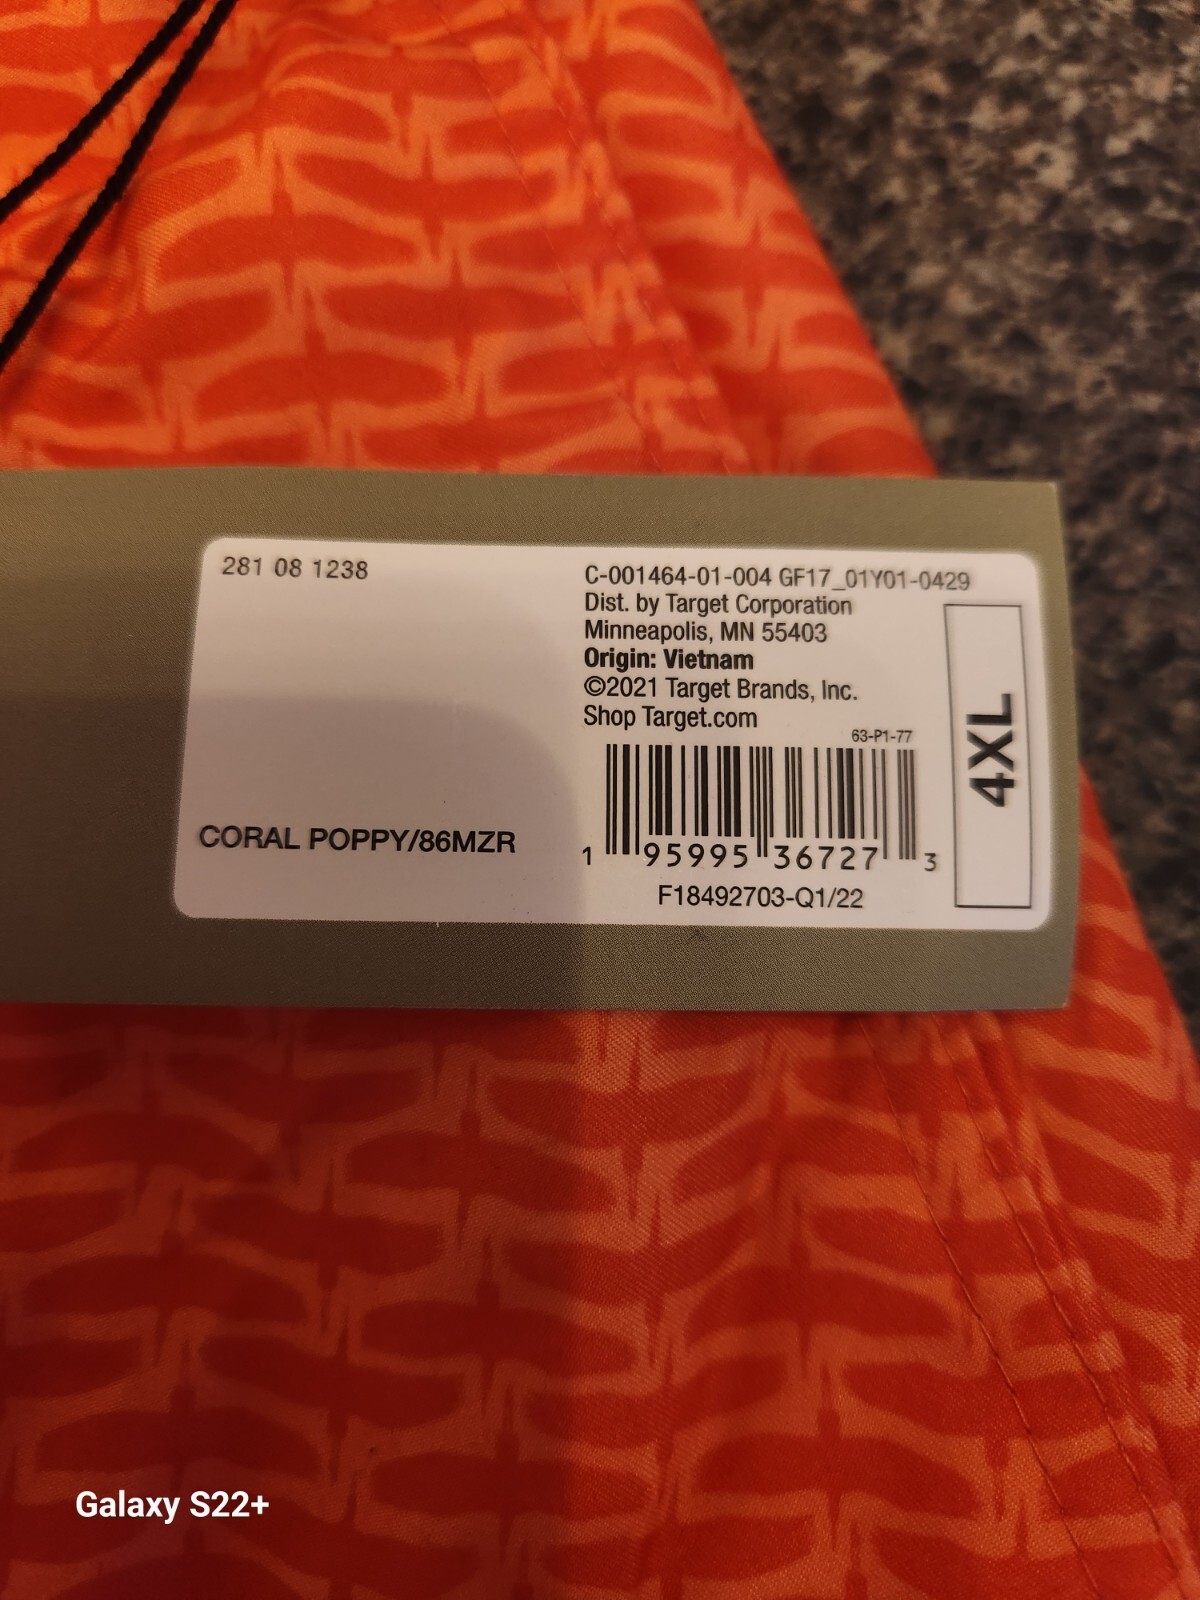 281 08 1238
C-001464-01-004 GF17_01Y01-0429
Dist. by Target Corporation
Minneapolis, MN 55403
Origin: Vietnam
©2021 Target Brands, Inc.
Shop Target.com
63-P1-77
4XL
CORAL POPPY/86MZR
1 95995 36727 3
F18492703-Q1/22
Galaxy S22+